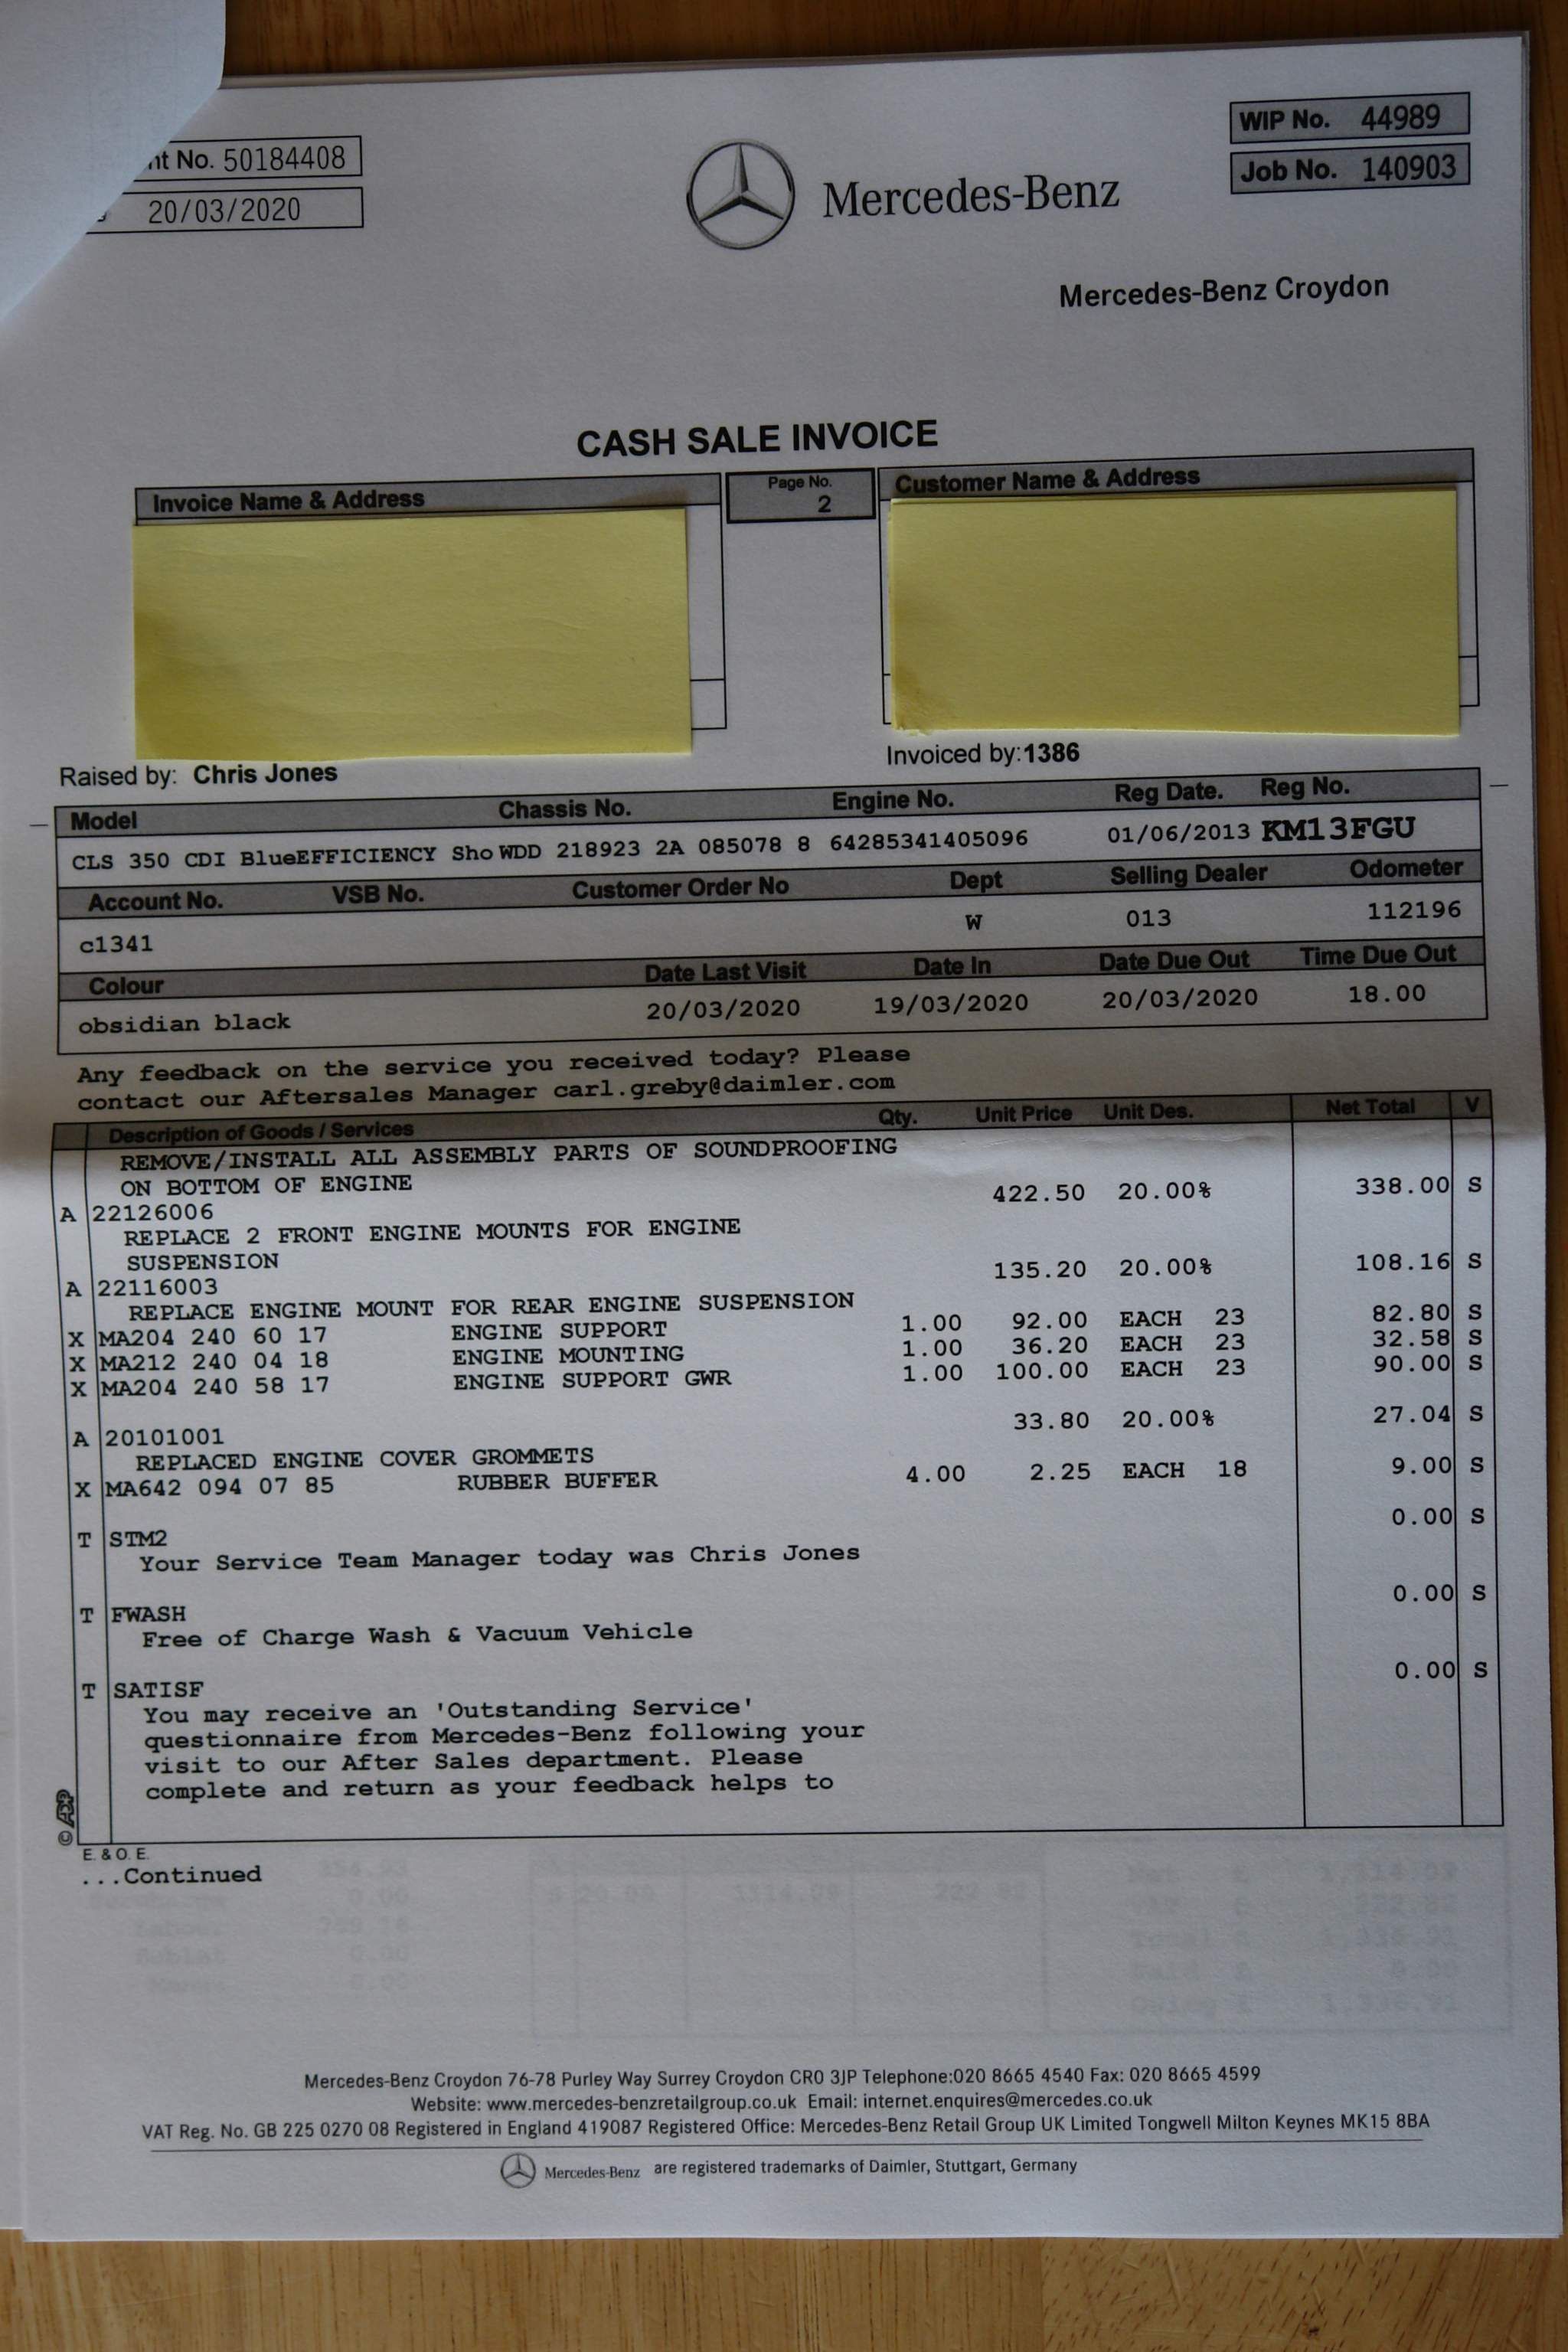 nt No. 50184408
20/03/2020
WIP No. 44989
Job No. 140903
Mercedes-Benz
Mercedes-Benz Croydon
CASH SALE INVOICE
Invoice Name & Address
Page No.
2
Customer Name & Address
Raised by: Chris Jones
Invoiced by:1386
Model Chassis No. Engine No. Reg Date. Reg No.
CLS 350 CDI BlueEFFICIENCY Sho WDD 218923 2A 085078 8 64285341405096 01/06/2013 KM13FGU
Account No. VSB No. Customer Order No Dept Selling Dealer Odometer
c1341 W 013 112196
Colour Date Last Visit Date In Date Due Out Time Due Out
obsidian black 20/03/2020 19/03/2020 20/03/2020 18.00
Any feedback on the service you received today? Please
contact our Aftersales Manager carl.greby@daimler.com
Description of Goods / Services Qty. Unit Price Unit Des. Net Total V
REMOVE/INSTALL ALL ASSEMBLY PARTS OF SOUNDPROOFING
ON BOTTOM OF ENGINE
A 22126006 422.50 20.00% 338.00 S
REPLACE 2 FRONT ENGINE MOUNTS FOR ENGINE
SUSPENSION
A 22116003 135.20 20.00% 108.16 S
REPLACE ENGINE MOUNT FOR REAR ENGINE SUSPENSION
X MA204 240 60 17 ENGINE SUPPORT 1.00 92.00 EACH 23 82.80 S
X MA212 240 04 18 ENGINE MOUNTING 1.00 36.20 EACH 23 32.58 S
X MA204 240 58 17 ENGINE SUPPORT GWR 1.00 100.00 EACH 23 90.00 S
A 20101001 33.80 20.00% 27.04 S
REPLACED ENGINE COVER GROMMETS
X MA642 094 07 85 RUBBER BUFFER 4.00 2.25 EACH 18 9.00 S
T STM2 0.00 S
Your Service Team Manager today was Chris Jones
T FWASH 0.00 S
Free of Charge Wash & Vacuum Vehicle
T SATISF 0.00 S
You may receive an 'Outstanding Service'
questionnaire from Mercedes-Benz following your
visit to our After Sales department. Please
complete and return as your feedback helps to
© ADP
E. & O. E.
...Continued
Mercedes-Benz Croydon 76-78 Purley Way Surrey Croydon CR0 3JP Telephone:020 8665 4540 Fax: 020 8665 4599
Website: www.mercedes-benzretailgroup.co.uk Email: internet.enquires@mercedes.co.uk
VAT Reg. No. GB 225 0270 08 Registered in England 419087 Registered Office: Mercedes-Benz Retail Group UK Limited Tongwell Milton Keynes MK15 8BA
Mercedes-Benz are registered trademarks of Daimler, Stuttgart, Germany